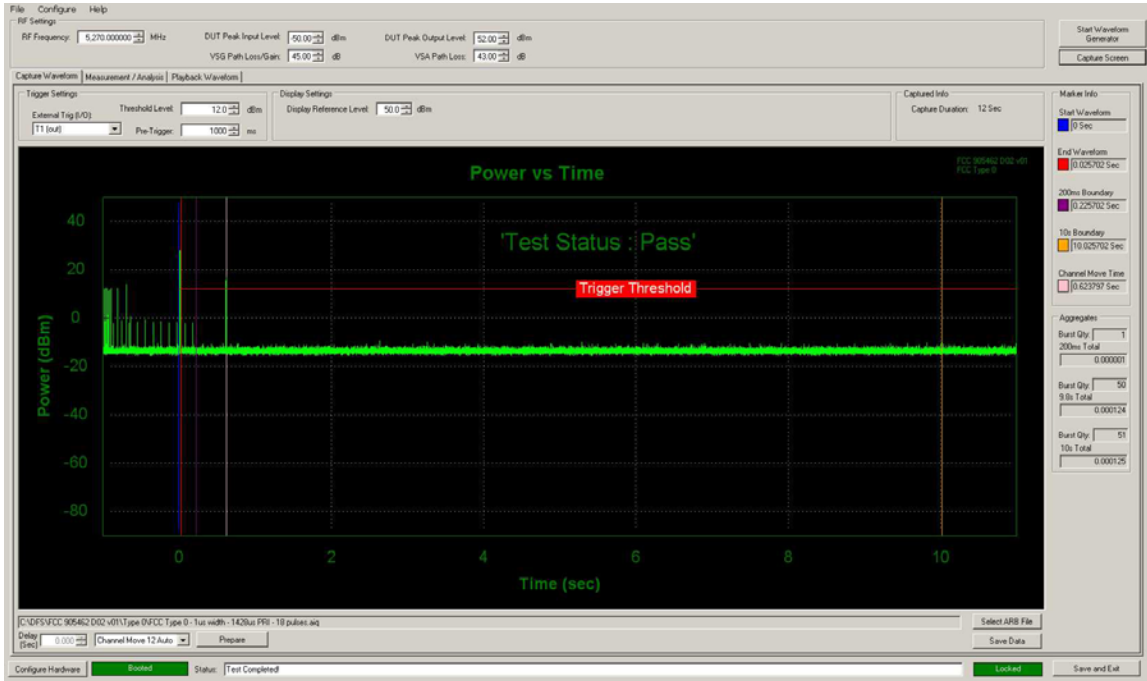 File Configure Help
RF Settings
RF Frequency: 5,270.000000 MHz DUT Peak Input Level: -50.00 dBm DUT Peak Output Level: 52.00 dBm
VSG Path Loss/Gain: 45.00 dB VSA Path Loss: 43.00 dB
Start Waveform Generator
Capture Screen
Capture Waveform Measurement / Analysis Playback Waveform
Trigger Settings
Threshold Level: 12.0 dBm
External Trig (I/O):
T1 (out) Pre-Trigger: 1000 ms
Display Settings
Display Reference Level: 50.0 dBm
Captured Info
Capture Duration: 12 Sec
Marker Info
Start Waveform
0 Sec
End Waveform
0.025702 Sec
200ms Boundary
0.225702 Sec
10s Boundary
10.025702 Sec
Channel Move Time
0.623797 Sec
Aggregates
Burst Qty: 1
200ms Total
0.000001
Burst Qty: 50
9.8s Total
0.000124
Burst Qty: 51
10s Total
0.000125
Power vs Time
FCC 905462 D02 v01
FCC Type 0
'Test Status : Pass'
Trigger Threshold
Power (dBm)
40
20
0
-20
-40
-60
-80
0 2 4 6 8 10
Time (sec)
C:\DFS\FCC 905462 D02 v01\Type 0\FCC Type 0 - 1us width - 1428us PRI - 18 pulses.aiq
Select ARB File
Delay (Sec) 0.000 Channel Move 12 Auto Prepare
Save Data
Configure Hardware Booted Status: Test Completed! Locked Save and Exit